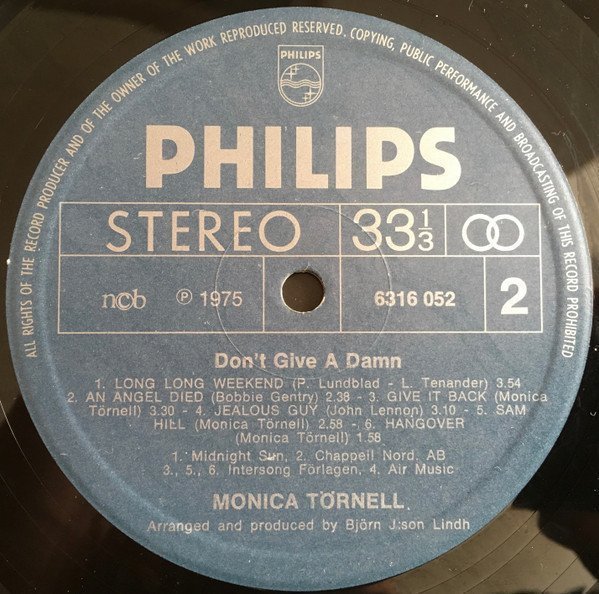 ALL RIGHTS OF THE RECORD PRODUCER AND OF THE OWNER OF THE WORK REPRODUCED RESERVED. COPYING, PUBLIC PERFORMANCE AND BROADCASTING OF THIS RECORD PROHIBITED
PHILIPS
PHILIPS
STEREO 33 1/3
ncb ℗ 1975 6316 052 2
Don't Give A Damn
1. LONG LONG WEEKEND (P. Lundblad - L. Tenander) 3.54
2. AN ANGEL DIED (Bobbie Gentry) 2.38 - 3. GIVE IT BACK (Monica
Törnell) 3.30 - 4. JEALOUS GUY (John Lennon) 3.10 - 5. SAM
HILL (Monica Törnell) 2.58 - 6. HANGOVER
(Monica Törnell) 1.58
1. Midnight Sun, 2. Chappell Nord. AB
3., 5., 6. Intersong Förlagen, 4. Air Music
MONICA TÖRNELL
Arranged and produced by Björn J:son Lindh